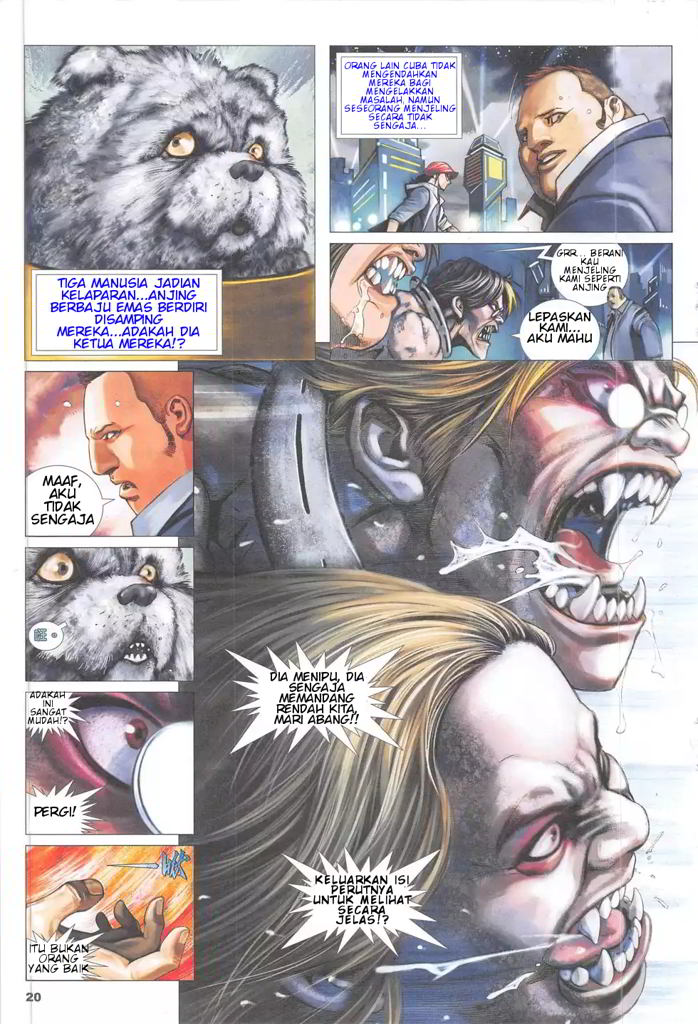 TIGA MANUSIA JADIAN
KELAPARAN...ANJING
BERBAJU EMAS BERDIRI
DISAMPING
MEREKA...ADAKAH DIA
KETUA MEREKA!?
ORANG LAIN CUBA TIDAK
MENGENDAHKAN
MEREKA BAGI
MENGELAKKAN
MASALAH, NAMUN
SESEORANG MENJELING
SECARA TIDAK
SENGAJA...
GRR... BERANI
KAU
MENJELING
KAMI SEPERTI
ANJING
LEPASKAN
KAMI...
AKU MAHU
MAAF,
AKU
TIDAK
SENGAJA
ADAKAH
INI
SANGAT
MUDAH!?
PERGI!
ITU BUKAN
ORANG
YANG BAIK
DIA MENIPU, DIA
SENGAJA
MEMANDANG
RENDAH KITA,
MARI ABANG!!
KELUARKAN ISI
PERUTNYA
UNTUK MELIHAT
SECARA
JELAS!?
20